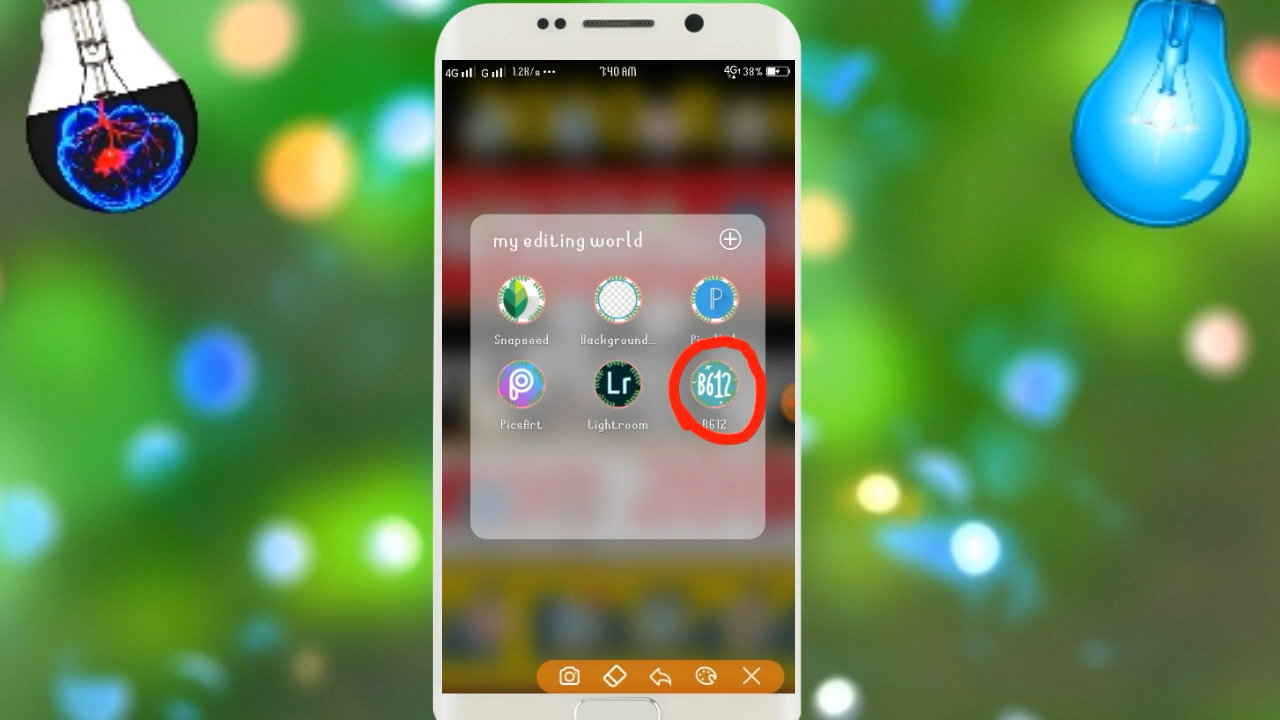 4G G 1.2K/s ••• 7:40 AM 4G 38%
my editing world
P
Snapseed Background...
Lr B612
PicsArt Lightroom B612